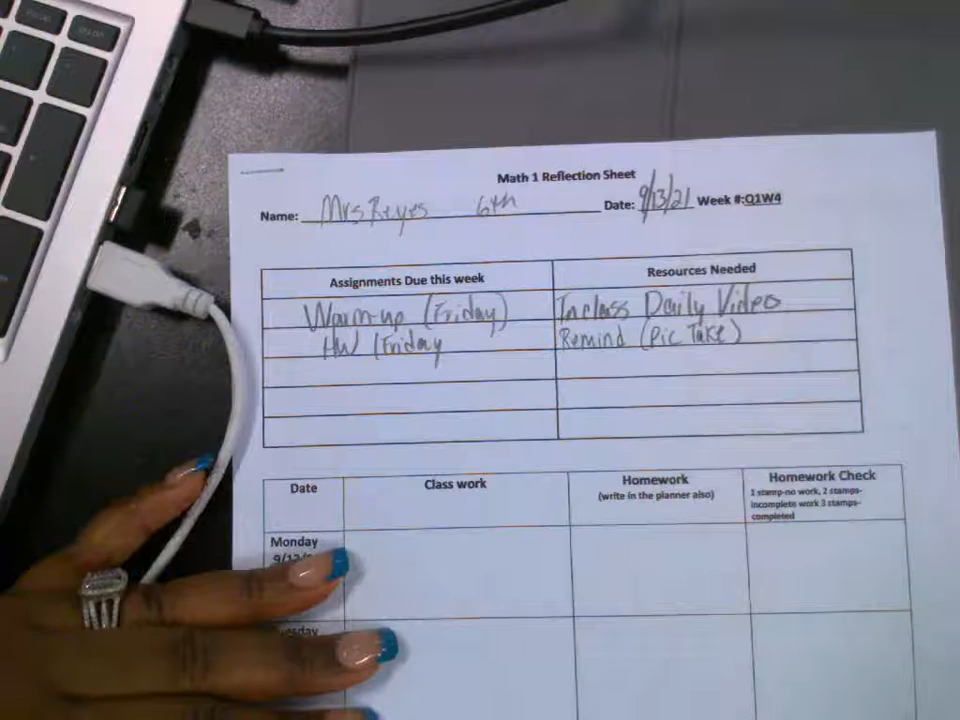 Math 1 Reflection Sheet
Name: Mrs Reyes 6th Date: 9/13/21 Week #:Q1W4
Assignments Due this week Resources Needed
Warm-up (Friday) Inclass Daily Video
HW (Friday Remind (Pic Take)
Date Class work Homework Homework Check
(write in the planner also) 1 stamp-no work, 2 stamps-
incomplete work 3 stamps-
completed
Monday